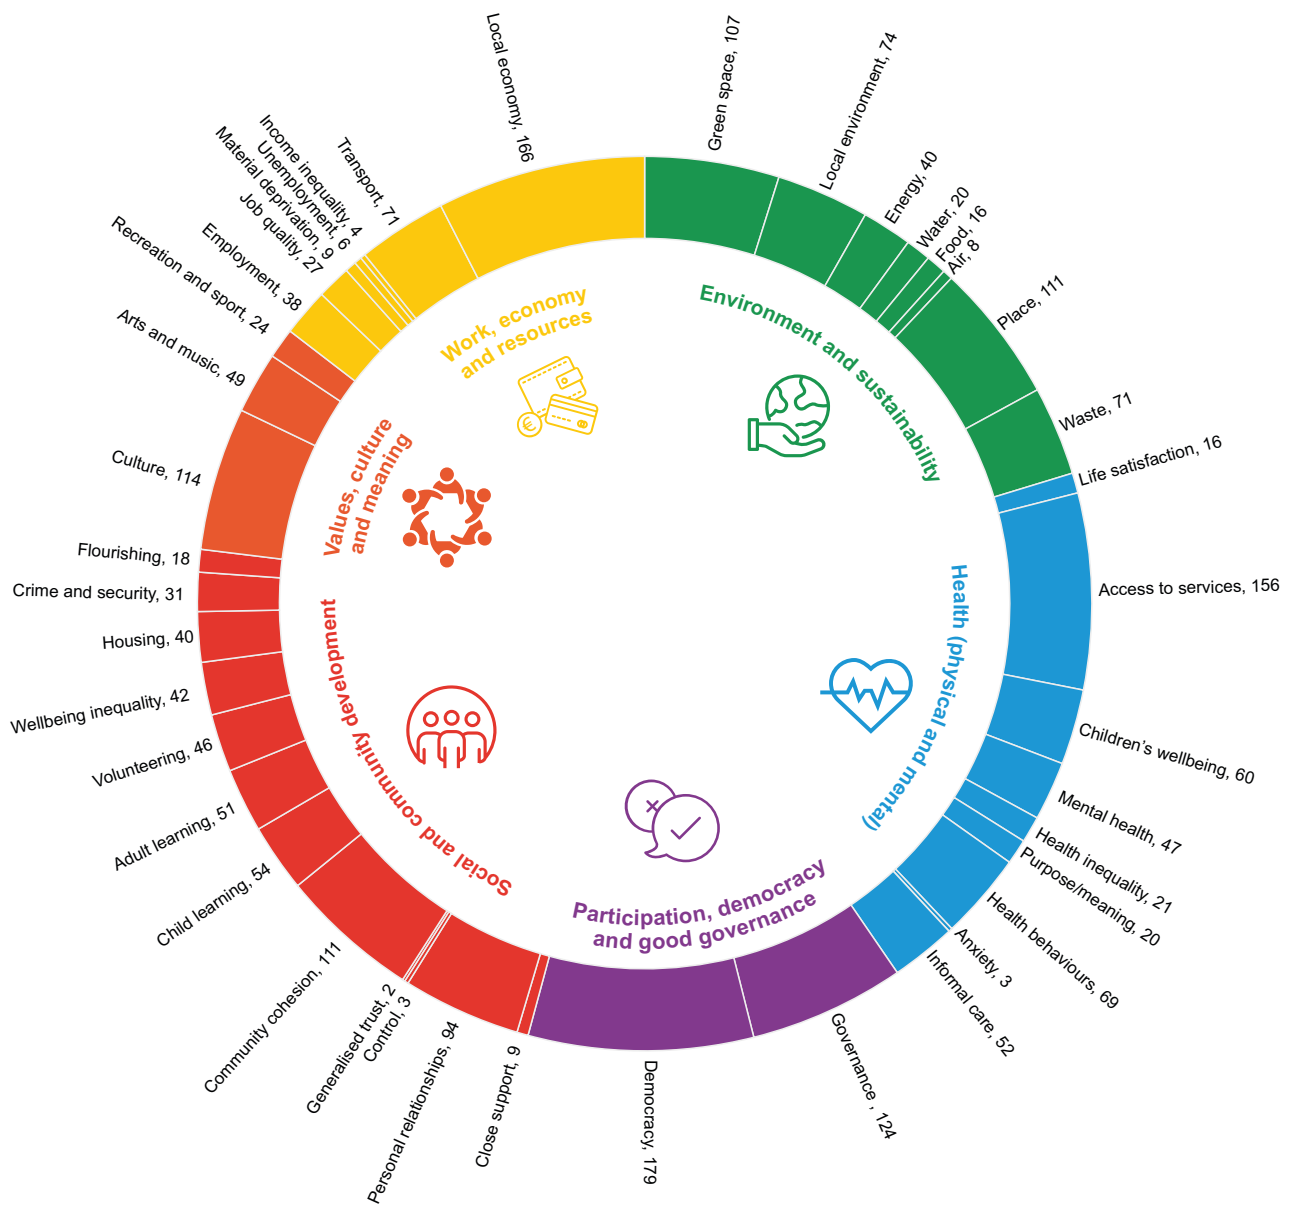 Green space, 107
Local environment, 74
Energy, 40
Water, 20
Food, 16
Air, 8
Place, 111
Waste, 71
Life satisfaction, 16
Access to services, 156
Children’s wellbeing, 60
Mental health, 47
Health inequality, 21
Purpose/meaning, 20
Health behaviours, 69
Anxiety, 3
Informal care, 52
Governance , 124
Democracy, 179
Close support, 9
Personal relationships, 94
Control, 3
Generalised trust, 2
Community cohesion, 111
Child learning, 54
Adult learning, 51
Volunteering, 46
Wellbeing inequality, 42
Housing, 40
Crime and security, 31
Flourishing, 18
Culture, 114
Arts and music, 49
Recreation and sport, 24
Employment, 38
Job quality, 27
Material deprivation, 9
Unemployment, 6
Income inequality, 4
Transport, 71
Local economy, 166
Environment and sustainability
Health (physical and mental)
Participation, democracy
and good governance
Social and community development
Values, culture
and meaning
Work, economy
and resources
€